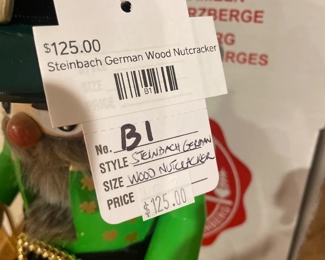 $125.00
Steinbach German Wood Nutcracker
B1
No. B1
STYLE STEINBACH GERMAN
SIZE WOOD NUTCRACKER
PRICE
$125.00
RZBERGE
RG
RGES